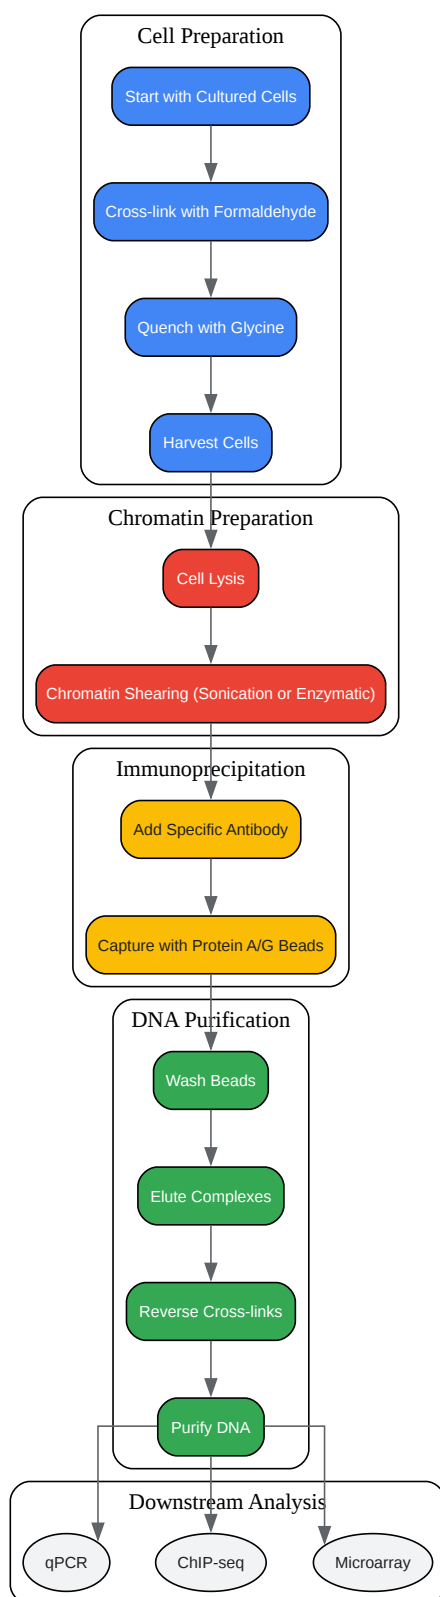 Cell Preparation
Start with Cultured Cells
Cross-link with Formaldehyde
Quench with Glycine
Harvest Cells
Chromatin Preparation
Cell Lysis
Chromatin Shearing (Sonication or Enzymatic)
Immunoprecipitation
Add Specific Antibody
Capture with Protein A/G Beads
DNA Purification
Wash Beads
Elute Complexes
Reverse Cross-links
Purify DNA
Downstream Analysis
qPCR
ChIP-seq
Microarray